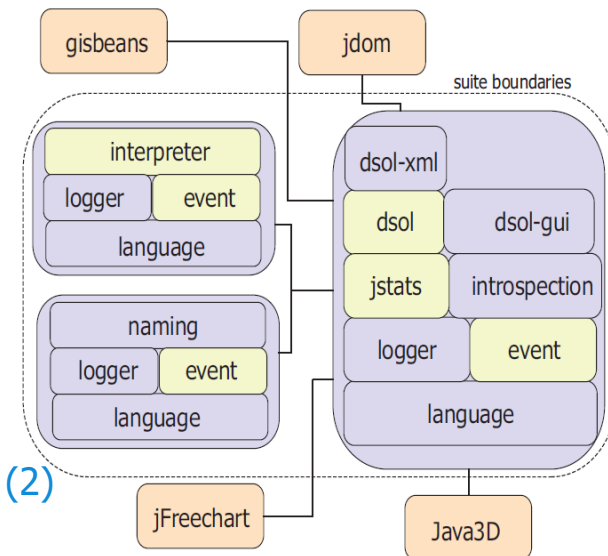 gisbeans
jdom
suite boundaries
interpreter
logger event
language
naming
logger event
language
dsol-xml
dsol dsol-gui
jstats introspection
logger event
language
(2)
jFreechart
Java3D